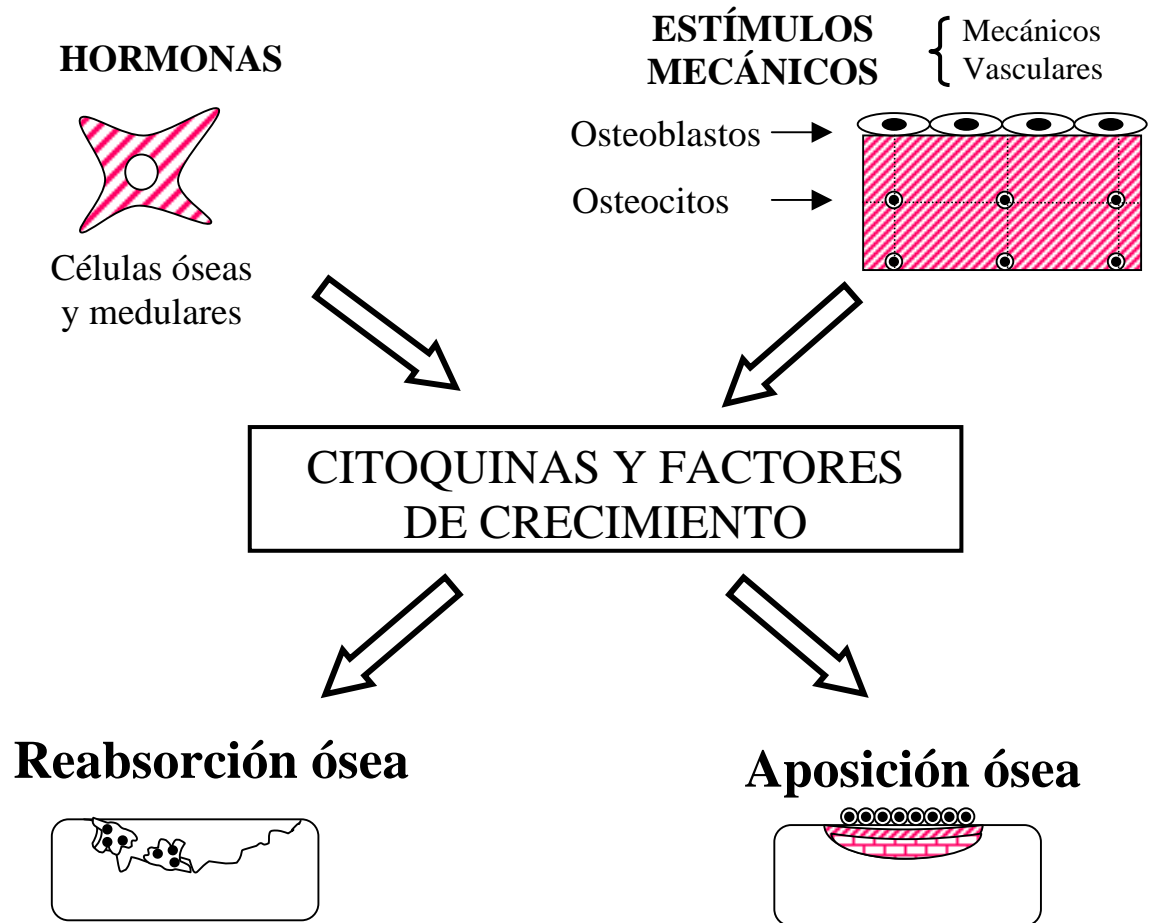 HORMONAS
Células óseas
y medulares
ESTÍMULOS
MECÁNICOS
Mecánicos
Vasculares
Osteoblastos
Osteocitos
CITOQUINAS Y FACTORES
DE CRECIMIENTO
Reabsorción ósea
Aposición ósea